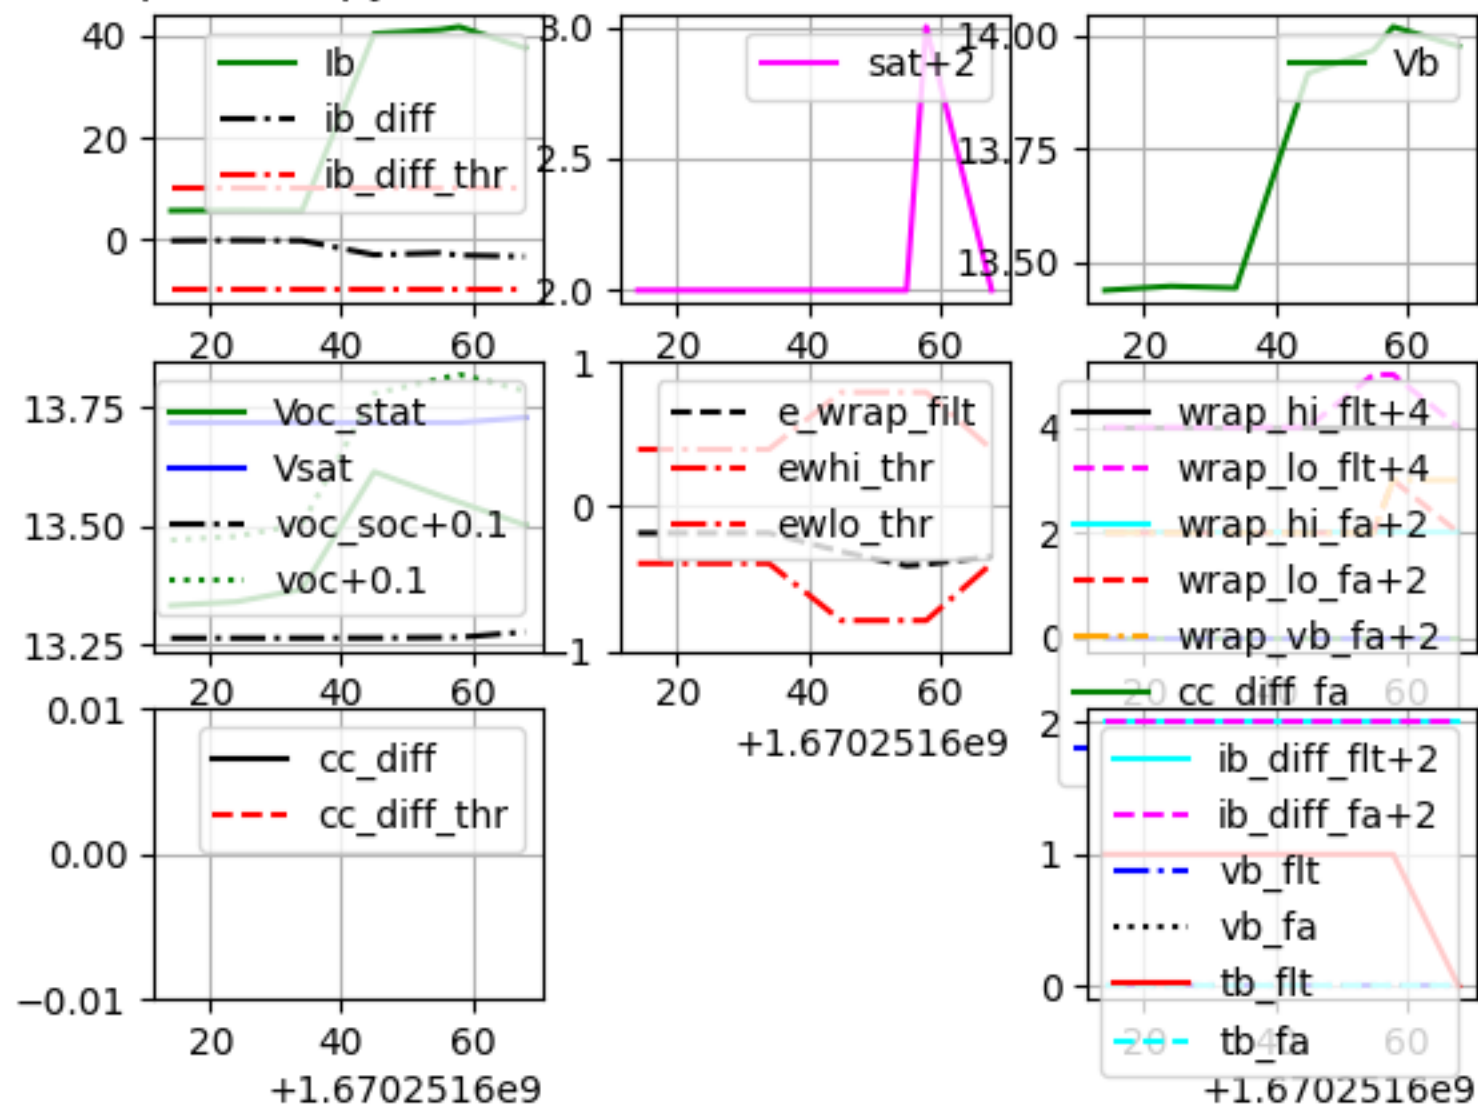 40
20
0
Ib
ib_diff
ib_diff_thr
20 40 60
3.0
2.5
2.0
sat+2
20 40 60
14.00
13.75
13.50
Vb
20 40 60
13.75
13.50
13.25
Voc_stat
Vsat
voc_soc+0.1
voc+0.1
20 40 60
1
0
−1
e_wrap_filt
ewhi_thr
ewlo_thr
20 40 60
+1.6702516e9
4
2
0
wrap_hi_flt+4
wrap_lo_flt+4
wrap_hi_fa+2
wrap_lo_fa+2
wrap_vb_fa+2
cc_diff_fa
20 40 60
0.01
0.00
−0.01
cc_diff
cc_diff_thr
20 40 60
+1.6702516e9
2
1
0
ib_diff_flt+2
ib_diff_fa+2
vb_flt
vb_fa
tb_flt
tb_fa
20 40 60
+1.6702516e9